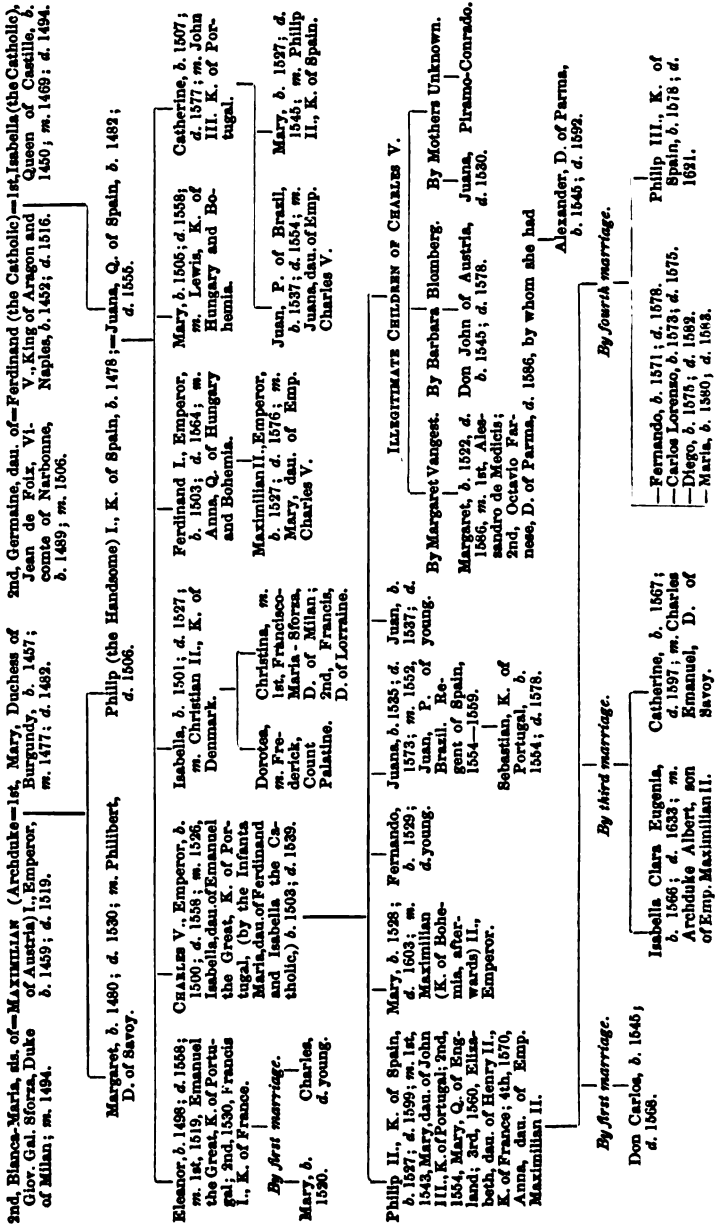 2nd, Bianca-Maria, sis. of=MAXIMILIAN (Archduke=1st, Mary, Duchess of
Giov. Gal. Sforza, Duke of Austria) I., Emperor, Burgundy, b. 1457;
of Milan; m. 1494. b. 1459; d. 1519. m. 1477; d. 1482.
2nd, Germaine, dau. of=Ferdinand (the Catholic)=1st, Isabella (the Catholic),
Jean de Foix, Vi- V., King of Aragon and Queen of Castille, b.
comte of Narbonne, Naples, b. 1452; d. 1516. 1450; m. 1469; d. 1494.
b. 1489; m. 1506.
Margaret, b. 1480; d. 1530; m. Philibert,
D. of Savoy.
Philip (the Handsome) I., K. of Spain, b. 1478;=Juana, Q. of Spain, b. 1482;
d. 1506. d. 1555.
Eleanor, b. 1498; d. 1558;
m. 1st, 1519, Emanuel
the Great, K. of Portu-
gal; 2nd, 1530, Francis
I., K. of France.
By first marriage.
Mary, b.
1520.
Charles,
d. young.
CHARLES V., Emperor, b.
1500; d. 1558; m. 1526,
Isabella, dau. of Emanuel
the Great, K. of Por-
tugal, (by the Infanta
Maria, dau. of Ferdinand
and Isabella the Ca-
tholic,) b. 1503; d. 1539.
Isabella, b. 1501; d. 1527;
m. Christian II., K. of
Denmark.
Dorotea,
m. Fre-
derick,
Count
Palatine.
Christina, m.
1st, Francisco-
Maria-Sforza,
D. of Milan;
2nd, Francis,
D. of Lorraine.
Ferdinand I., Emperor,
b. 1503; d. 1564; m.
Anna, Q. of Hungary
and Bohemia.
Maximilian II., Emperor,
b. 1527; d. 1576; m.
Mary, dau. of Emp.
Charles V.
Mary, b. 1505; d. 1558;
m. Lewis, K. of
Hungary and Bo-
hemia.
Catherine, b. 1507;
d. 1577; m. John
III. K. of Por-
tugal.
Juan, P. of Brazil,
b. 1537; d. 1554; m.
Juana, dau. of Emp.
Charles V.
Mary, b. 1527; d.
1545; m. Philip
II., K. of Spain.
Philip II., K. of Spain,
b. 1527; d. 1599; m. 1st,
1543, Mary, dau. of John
III., K. of Portugal; 2nd,
1554, Mary, Q. of Eng-
land; 3rd, 1560, Eliza-
beth, dau. of Henry II.,
K. of France; 4th, 1570,
Anna, dau. of Emp.
Maximilian II.
Mary, b. 1528;
d. 1603; m.
Maximilian
(K. of Bohe-
mia, after-
wards) II.,
Emperor.
Fernando,
b. 1529;
d. young.
Juana, b. 1535; d.
1573; m. 1552,
Juan, P. of
Brazil. Re-
gent of Spain,
1554—1559.
Sebastian, K. of
Portugal, b.
1554; d. 1578.
Juan, b.
1537; d.
young.
ILLEGITIMATE CHILDREN OF CHARLES V.
By Margaret Vangest.
Margaret, b. 1522, d.
1586, m. 1st, Ales-
sandro de Medicis;
2nd, Octavio Far-
nese, D. of Parma, d. 1586, by whom she had
Alexander, D. of Parma,
b. 1545; d. 1592.
By Barbara Blomberg.
Don John of Austria,
b. 1545; d. 1578.
By Mothers Unknown.
Juana,
d. 1530.
Piramo-Conrado.
By first marriage.
Don Carlos, b. 1545;
d. 1568.
By third marriage.
Isabella Clara Eugenia,
b. 1566; d. 1633; m.
Archduke Albert, son
of Emp. Maximilian II.
Catherine, b. 1567;
d. 1597; m. Charles
Emanuel, D. of
Savoy.
By fourth marriage.
—Fernando, b. 1571; d. 1578.
—Carlos Lorenzo, b. 1573; d. 1575.
—Diego, b. 1575; d. 1582.
—Maria, b. 1580; d. 1583.
Philip III., K. of
Spain, b. 1578; d.
1621.